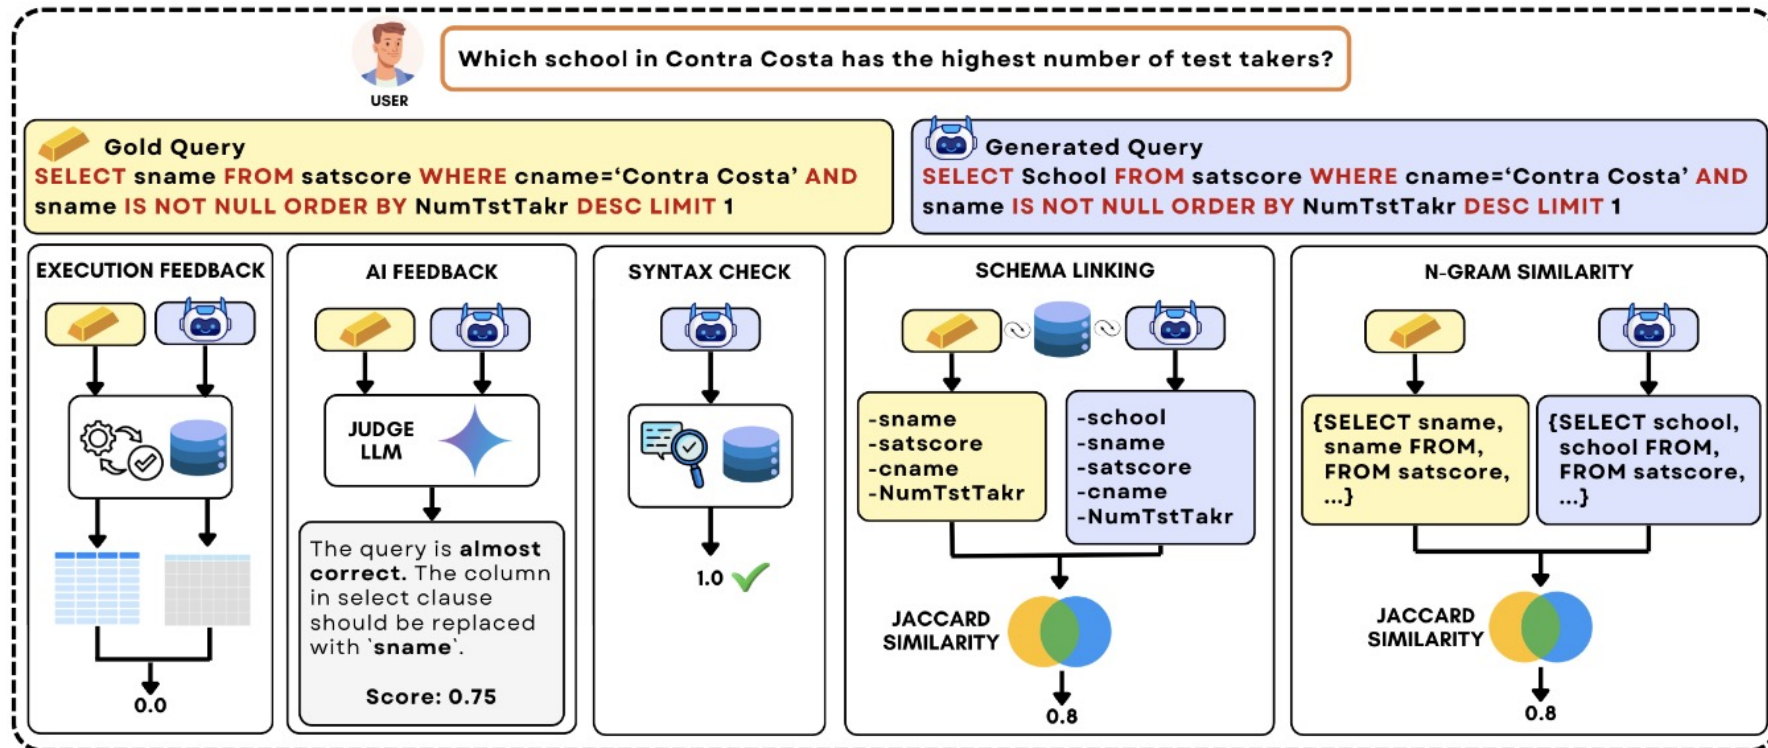 Which school in Contra Costa has the highest number of test takers?
USER
Gold Query
SELECT sname FROM satscore WHERE cname=‘Contra Costa’ AND
sname IS NOT NULL ORDER BY NumTstTakr DESC LIMIT 1
Generated Query
SELECT School FROM satscore WHERE cname=‘Contra Costa’ AND
sname IS NOT NULL ORDER BY NumTstTakr DESC LIMIT 1
EXECUTION FEEDBACK
0.0
AI FEEDBACK
JUDGE
LLM
The query is almost
correct. The column
in select clause
should be replaced
with `sname`.
Score: 0.75
SYNTAX CHECK
1.0
SCHEMA LINKING
-sname
-satscore
-cname
-NumTstTakr
-school
-sname
-satscore
-cname
-NumTstTakr
JACCARD
SIMILARITY
0.8
N-GRAM SIMILARITY
{SELECT sname,
sname FROM,
FROM satscore,
...}
{SELECT school,
school FROM,
FROM satscore,
...}
JACCARD
SIMILARITY
0.8